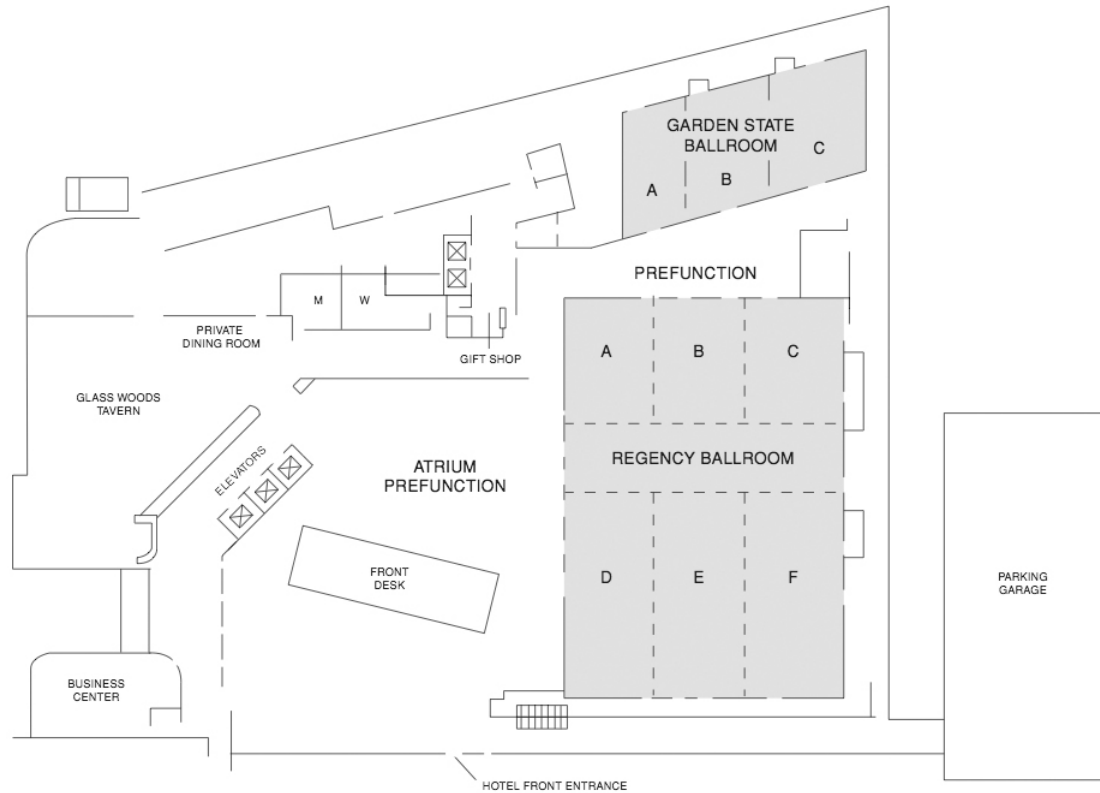 GARDEN STATE
BALLROOM
A
B
C
PREFUNCTION
M
W
PRIVATE
DINING ROOM
GIFT SHOP
A
B
C
GLASS WOODS
TAVERN
ELEVATORS
ATRIUM
PREFUNCTION
REGENCY BALLROOM
FRONT
DESK
D
E
F
PARKING
GARAGE
BUSINESS
CENTER
HOTEL FRONT ENTRANCE